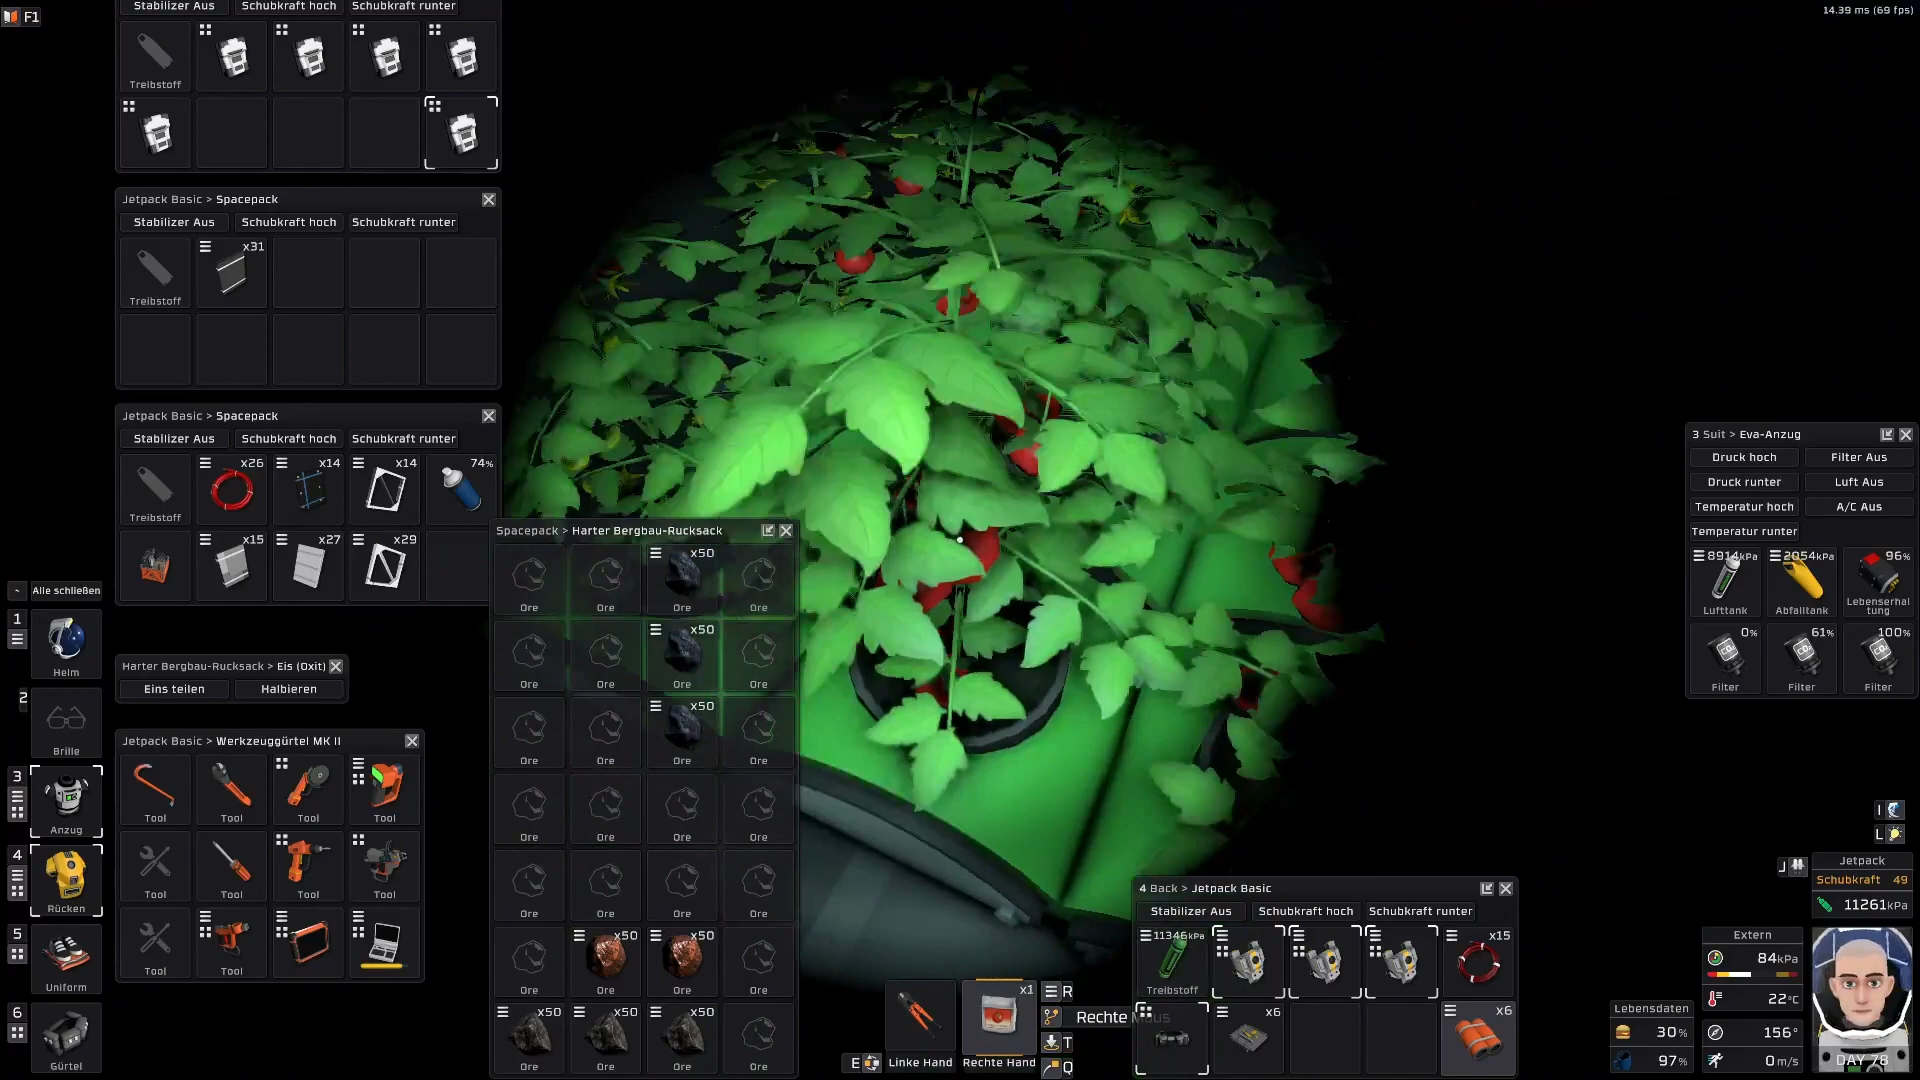 F1
14.39 ms (69 fps)
Stabilizer Aus Schubkraft hoch Schubkraft runter
Treibstoff
Jetpack Basic > Spacepack
Stabilizer Aus Schubkraft hoch Schubkraft runter
x31
Treibstoff
Jetpack Basic > Spacepack
Stabilizer Aus Schubkraft hoch Schubkraft runter
x26 x14 x14 74%
Treibstoff
x15 x27 x29
~ Alle schließen
1
Helm
2
Brille
3
Anzug
4
Rücken
5
Uniform
6
Gürtel
Harter Bergbau-Rucksack > Eis (Oxit)
Eins teilen Halbieren
Jetpack Basic > Werkzeuggürtel MK II
Tool Tool Tool Tool
Tool Tool Tool Tool
Tool Tool
Spacepack > Harter Bergbau-Rucksack
x50
Ore Ore Ore Ore
x50
Ore Ore Ore Ore
x50
Ore Ore Ore Ore
Ore Ore Ore Ore
Ore Ore Ore Ore
x50 x50
Ore Ore Ore Ore
x50 x50 x50
Ore Ore Ore Ore
E
Linke Hand
x1
Rechte Hand
R
Rechte Maus
T
Q
4 Back > Jetpack Basic
Stabilizer Aus Schubkraft hoch Schubkraft runter
11346kPa x15
Treibstoff
x6 x6
3 Suit > Eva-Anzug
Druck hoch Filter Aus
Druck runter Luft Aus
Temperatur hoch A/C Aus
Temperatur runter
8914kPa 2054kPa 96%
Lufttank Abfalltank Lebenserhaltung
0% 61% 100%
Filter Filter Filter
I
L
J
Jetpack
Schubkraft 49
11261kPa
Extern
84kPa
22°C
156°
0m/s
Lebensdaten
30%
97%
DAY 78